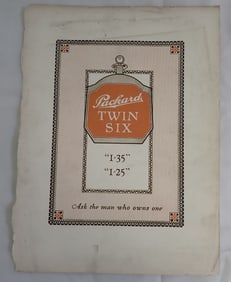 Packard
TWIN
SIX
"1-35"
"1-25"
Ask the man who owns one